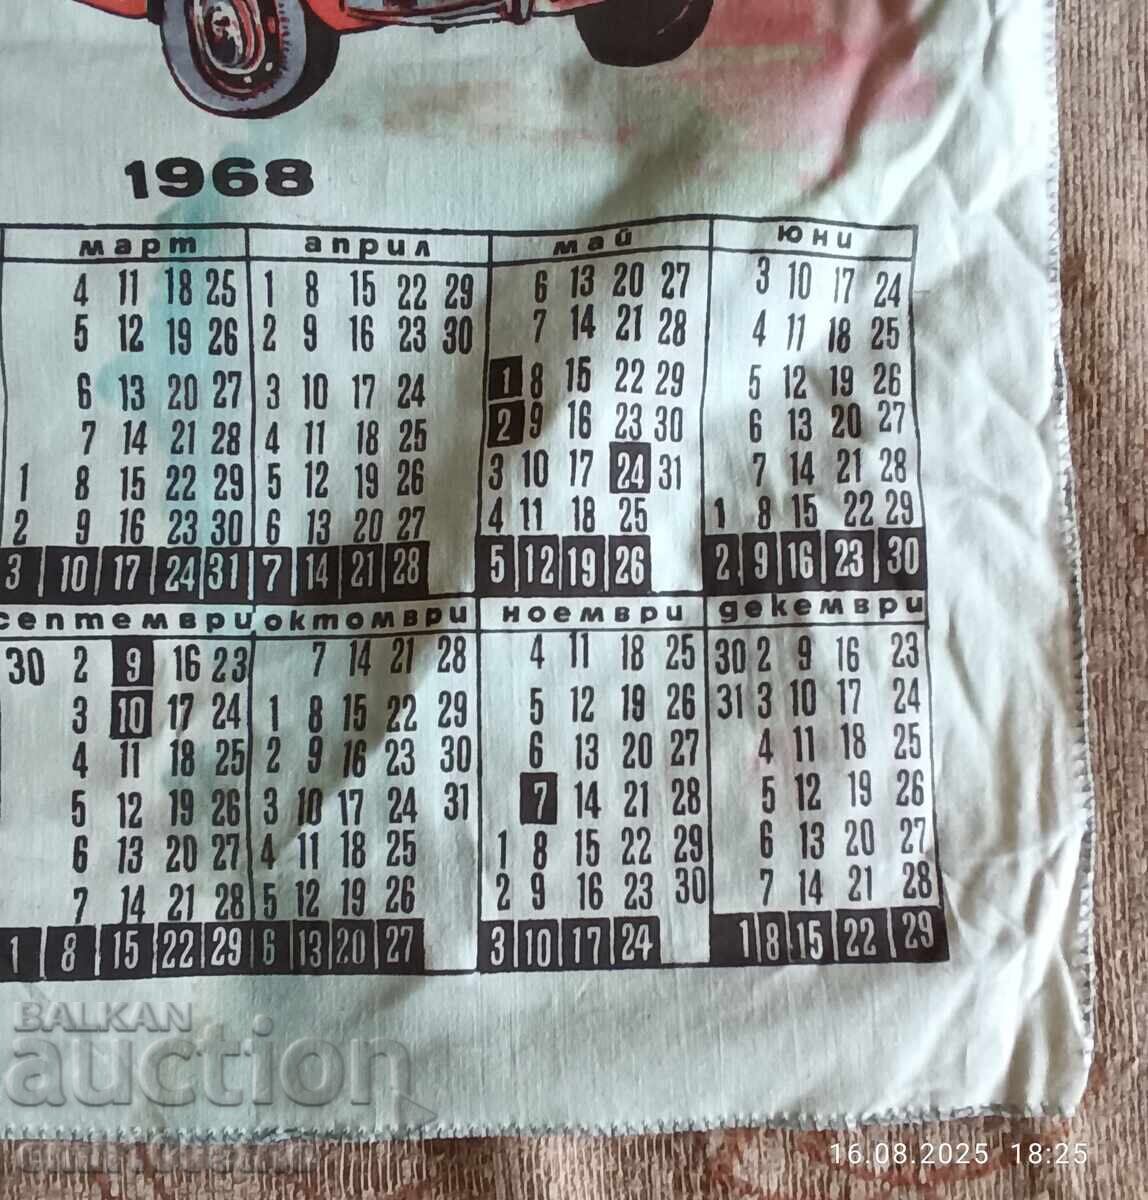 1968
март април май юни
4 11 18 25 1 8 15 22 29 6 13 20 27 3 10 17 24
5 12 19 26 2 9 16 23 30 7 14 21 28 4 11 18 25
6 13 20 27 3 10 17 24 1 8 15 22 29 5 12 19 26
7 14 21 28 4 11 18 25 2 9 16 23 30 6 13 20 27
1 8 15 22 29 5 12 19 26 3 10 17 24 31 7 14 21 28
2 9 16 23 30 6 13 20 27 4 11 18 25 1 8 15 22 29
3 10 17 24 31 7 14 21 28 5 12 19 26 2 9 16 23 30
септември октомври ноември декември
30 2 9 16 23 7 14 21 28 4 11 18 25 30 2 9 16 23
3 10 17 24 1 8 15 22 29 5 12 19 26 31 3 10 17 24
4 11 18 25 2 9 16 23 30 6 13 20 27 4 11 18 25
5 12 19 26 3 10 17 24 31 7 14 21 28 5 12 19 26
6 13 20 27 4 11 18 25 1 8 15 22 29 6 13 20 27
7 14 21 28 5 12 19 26 2 9 16 23 30 7 14 21 28
1 8 15 22 29 6 13 20 27 3 10 17 24 1 8 15 22 29
BALKAN
auction
16.08.2025 18:25